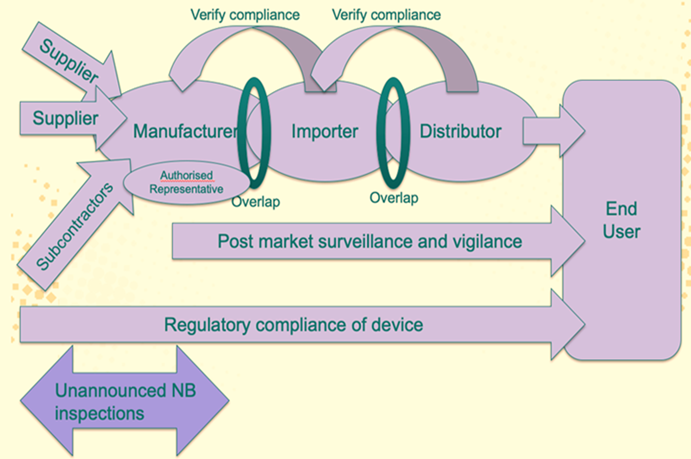 Verify compliance
Verify compliance
Supplier
Supplier
Manufacturer
Importer
Distributor
Authorised
Representative
Overlap
Overlap
Subcontractors
End
User
Post market surveillance and vigilance
Regulatory compliance of device
Unannounced NB
inspections